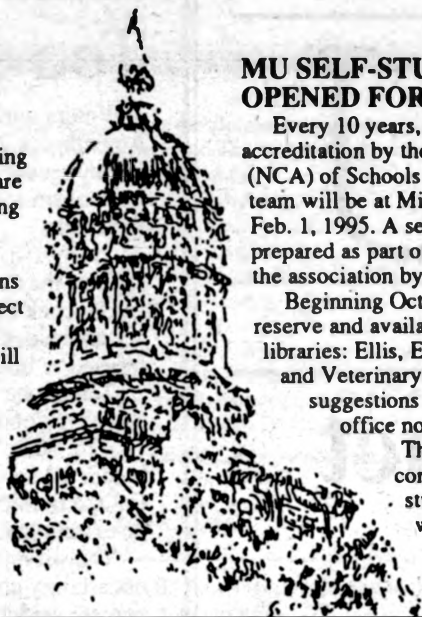 ing
are
ng
ns
ect
ill
MU SELF-STU
OPENED FOR
Every 10 years,
accreditation by the
(NCA) of Schools
team will be at Mi
Feb. 1, 1995. A se
prepared as part o
the association by
Beginning Oct
reserve and availa
libraries: Ellis, E
and Veterinary
suggestions
office no
Th
con
st
w